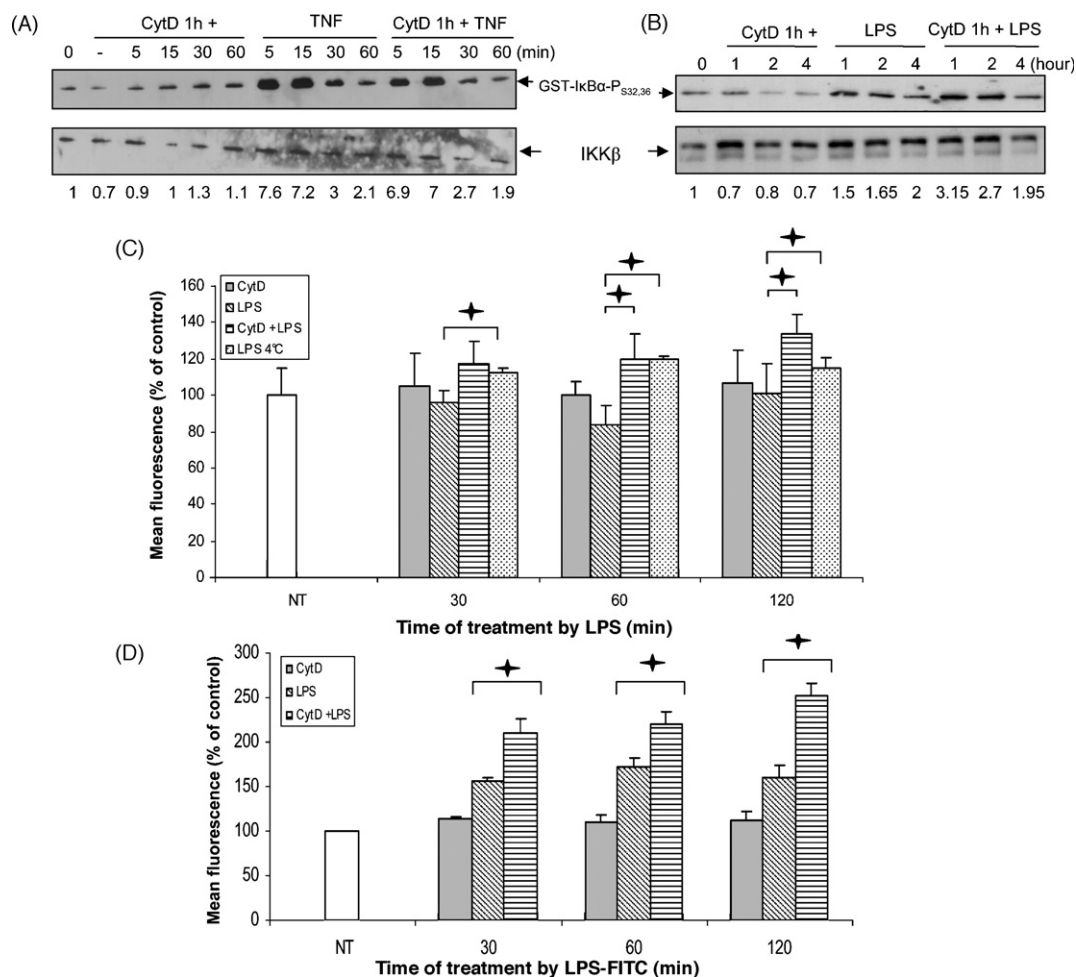 (A)
CytD 1h + TNF CytD 1h + TNF
0 - 5 15 30 60 5 15 30 60 5 15 30 60 (min)
GST-IκBα-P S32,36
IKKβ
1 0.7 0.9 1 1.3 1.1 7.6 7.2 3 2.1 6.9 7 2.7 1.9
(B)
CytD 1h + LPS CytD 1h + LPS
0 1 2 4 1 2 4 1 2 4 (hour)
1 0.7 0.8 0.7 1.5 1.65 2 3.15 2.7 1.95
(C)
Mean fluorescence (% of control)
160
140
120
100
80
60
40
20
0
CytD
LPS
CytD +LPS
LPS 4°C
NT 30 60 120
Time of treatment by LPS (min)
(D)
Mean fluorescence (% of control)
300
250
200
150
100
50
0
CytD
LPS
CytD +LPS
NT 30 60 120
Time of treatment by LPS-FITC (min)